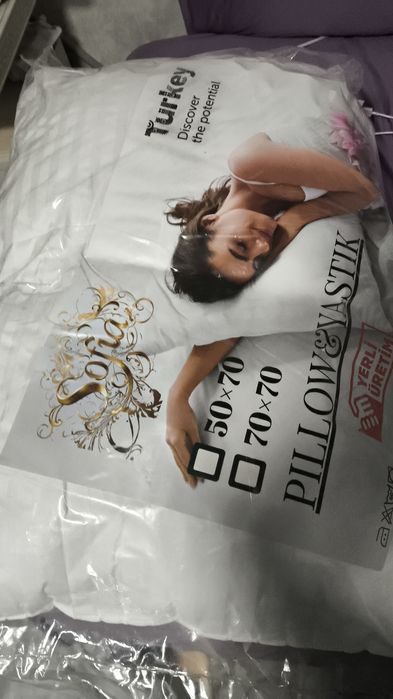 Turkey
Discover
the potential
Sofia
50×70
70×70
PILLOW&YASTIK
YERLİ
ÜRETİM